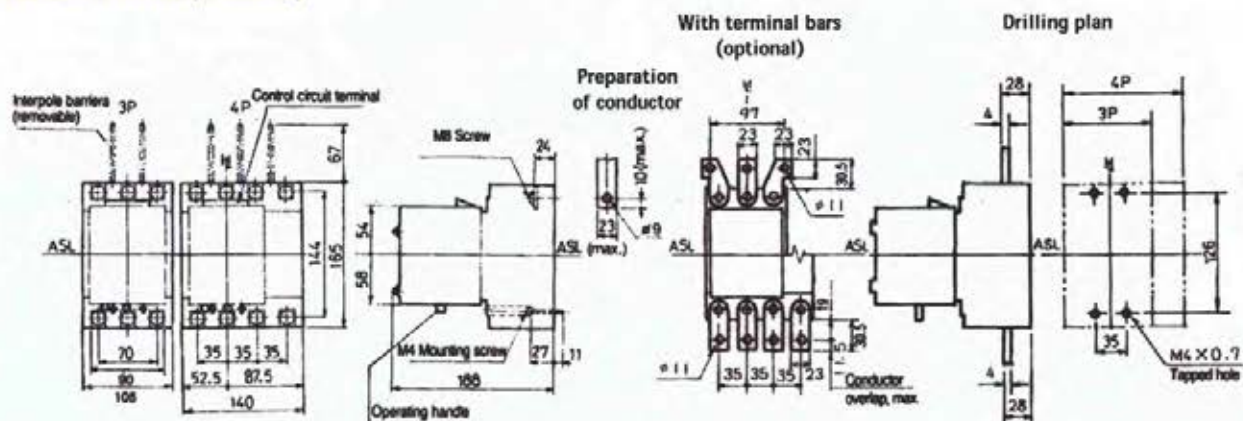 With terminal bars
(optional)
Drilling plan
Preparation
of conductor
Interpole barriers
(removable)
3P
4P
Control circuit terminal
67
M8 Screw
24
10(max.)
23
(max.)
ø9
97
23
23
23
30.5
ø11
28
4
4P
3P
ASL
54
58
144
165
ASL
ASL
ASL
ASL
126
70
90
35
35
35
52.5
87.5
140
M4 Mounting screw
27
11
Operating handle
ø11
35
35
35
23
19
30.5
Conductor
overlap, max.
4
28
35
M4×0.7
Tapped hole